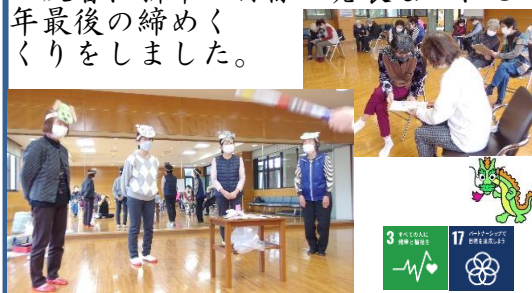 年最後の締めく
くりをしました。
3 すべての人に
健康と福祉を
17 パートナーシップで
目標を達成しよう